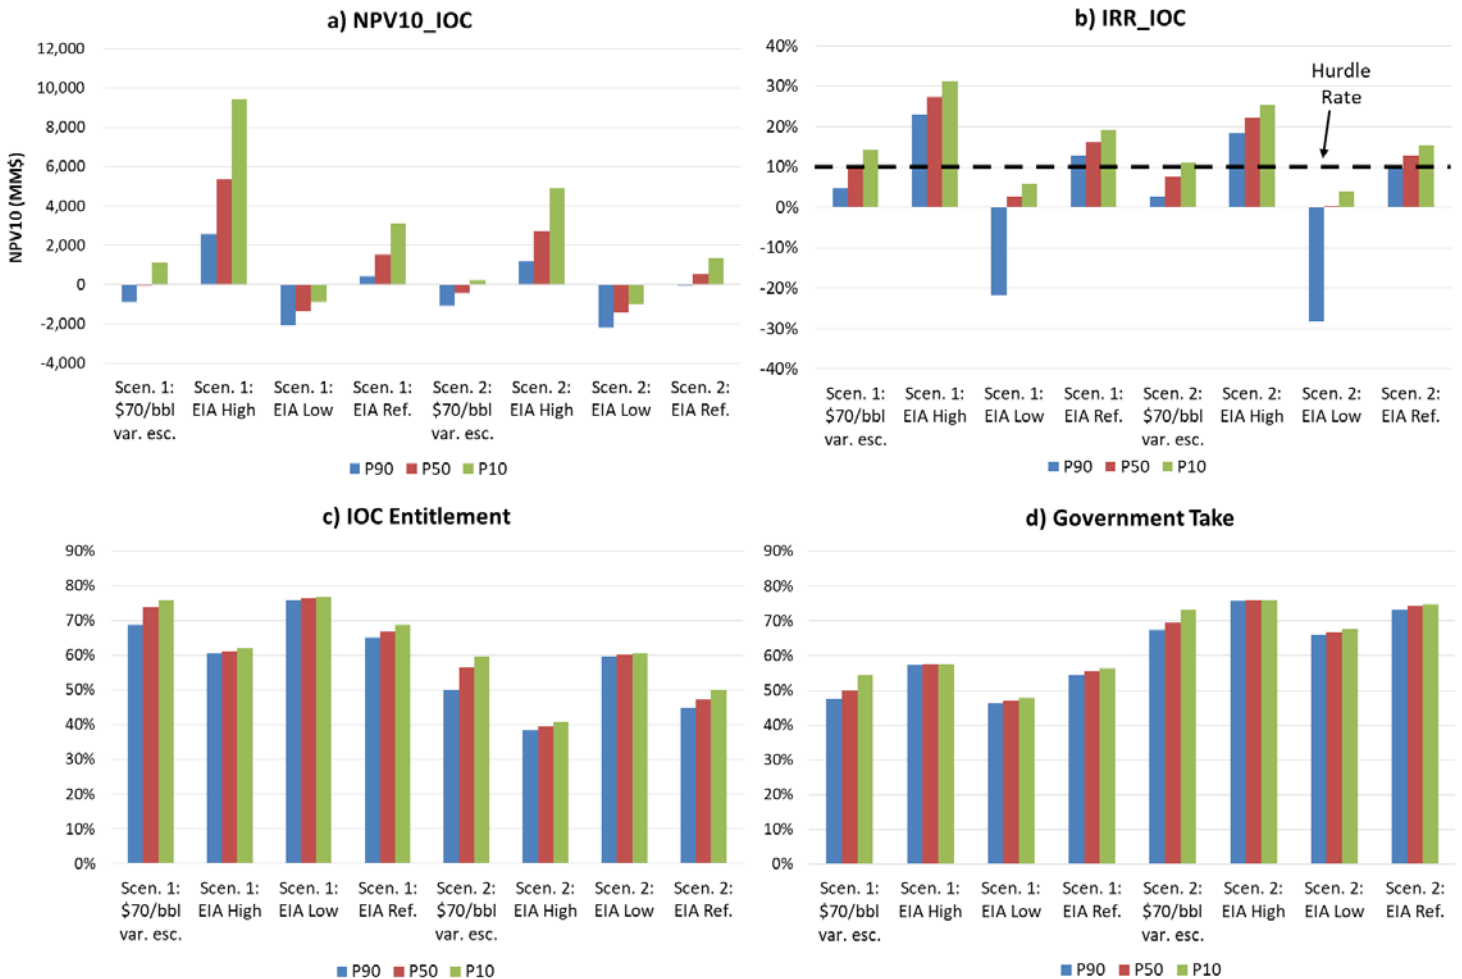 a) NPV10_IOC
NPV10 (MM$)
12,000
10,000
8,000
6,000
4,000
2,000
0
-2,000
-4,000
Scen. 1: Scen. 1: Scen. 1: Scen. 1: Scen. 2: Scen. 2: Scen. 2: Scen. 2:
$70/bbl EIA High EIA Low EIA Ref. $70/bbl EIA High EIA Low EIA Ref.
var. esc. var. esc.
P90 P50 P10
b) IRR_IOC
40%
30%
20%
10%
0%
-10%
-20%
-30%
-40%
Hurdle
Rate
Scen. 1: Scen. 1: Scen. 1: Scen. 1: Scen. 2: Scen. 2: Scen. 2: Scen. 2:
$70/bbl EIA High EIA Low EIA Ref. $70/bbl EIA High EIA Low EIA Ref.
var. esc. var. esc.
P90 P50 P10
c) IOC Entitlement
90%
80%
70%
60%
50%
40%
30%
20%
10%
0%
Scen. 1: Scen. 1: Scen. 1: Scen. 1: Scen. 2: Scen. 2: Scen. 2: Scen. 2:
$70/bbl EIA High EIA Low EIA Ref. $70/bbl EIA High EIA Low EIA Ref.
var. esc. var. esc.
P90 P50 P10
d) Government Take
90%
80%
70%
60%
50%
40%
30%
20%
10%
0%
Scen. 1: Scen. 1: Scen. 1: Scen. 1: Scen. 2: Scen. 2: Scen. 2: Scen. 2:
$70/bbl EIA High EIA Low EIA Ref. $70/bbl EIA High EIA Low EIA Ref.
var. esc. var. esc.
P90 P50 P10